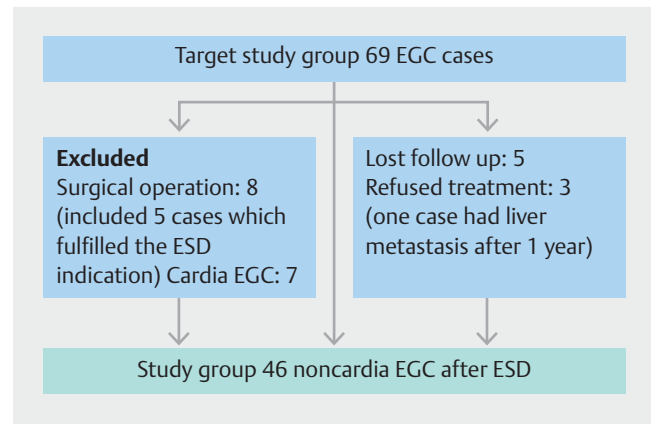 Target study group 69 EGC cases
Excluded
Surgical operation: 8
(included 5 cases which
fulfilled the ESD
indication) Cardia EGC: 7
Lost follow up: 5
Refused treatment: 3
(one case had liver
metastasis after 1 year)
Study group 46 noncardia EGC after ESD